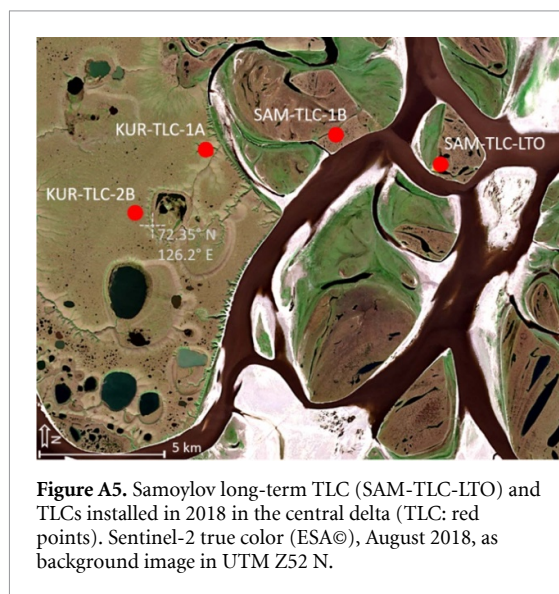 KUR-TLC-1A
SAM-TLC-1B
SAM-TLC-LTO
KUR-TLC-2B
72.35° N
126.2° E
N
5 km
Figure A5. Samoylov long-term TLC (SAM-TLC-LTO) and
TLCs installed in 2018 in the central delta (TLC: red
points). Sentinel-2 true color (ESA©), August 2018, as
background image in UTM Z52 N.